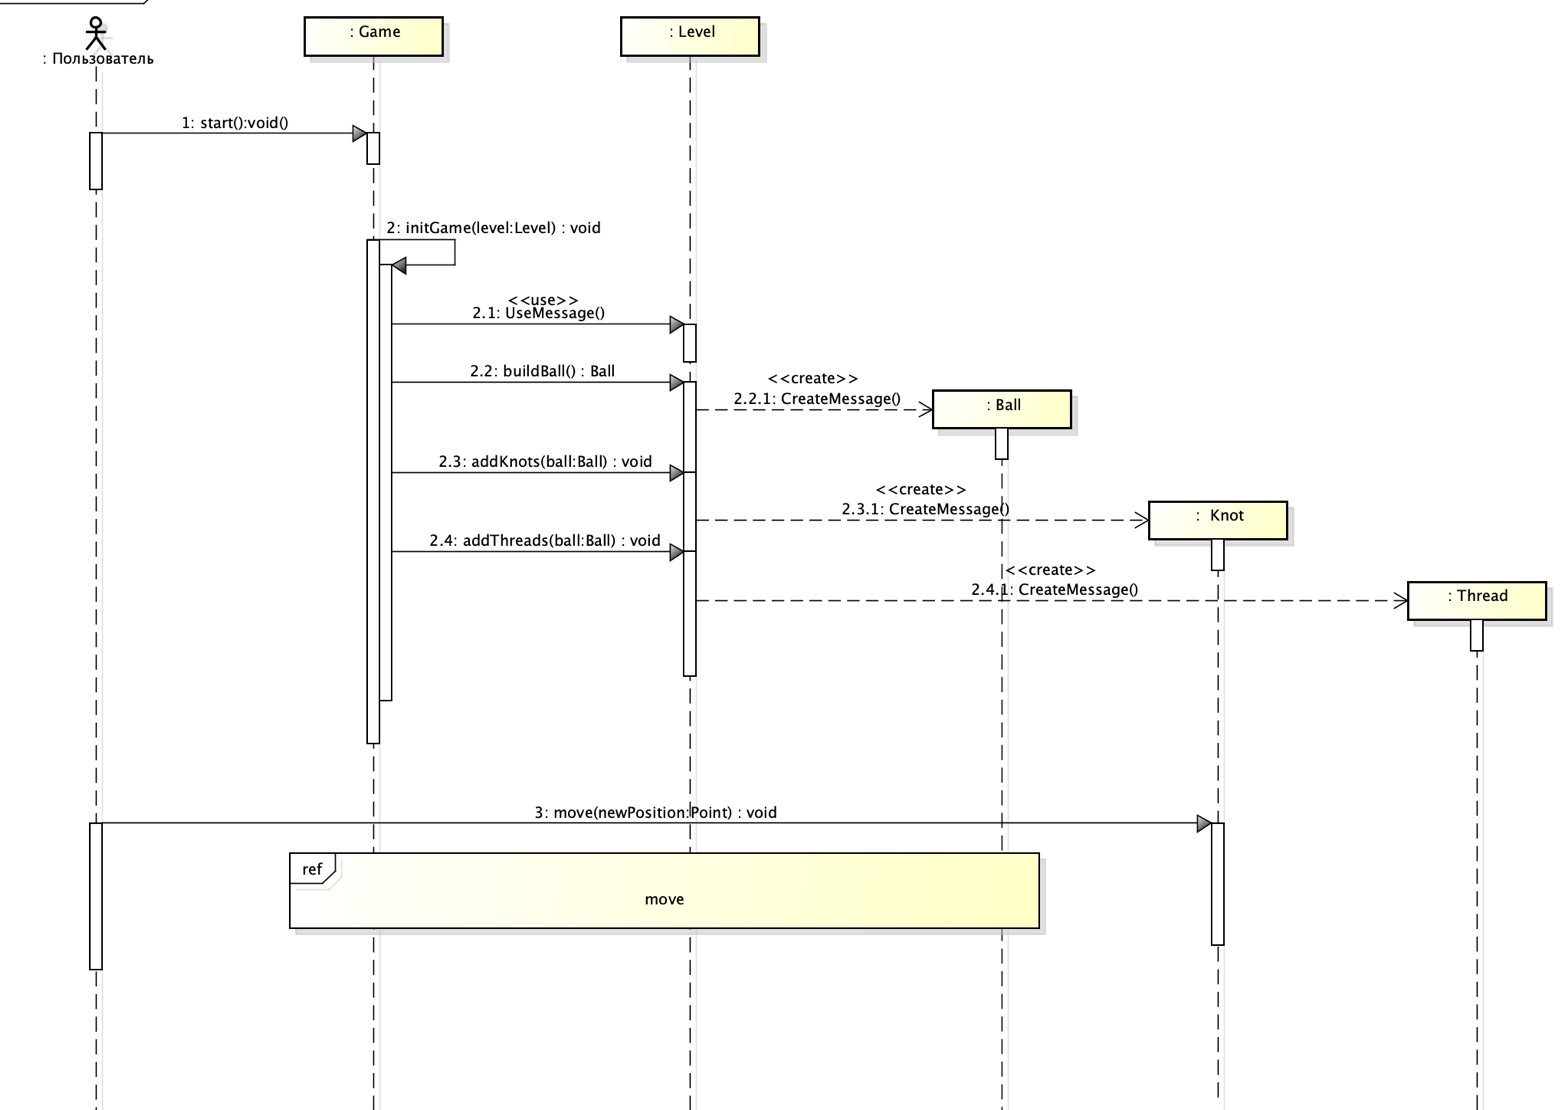 : Пользователь
: Game
: Level
1: start():void()
2: initGame(level:Level) : void
<<use>>
2.1: UseMessage()
2.2: buildBall() : Ball
<<create>>
2.2.1: CreateMessage()
: Ball
2.3: addKnots(ball:Ball) : void
<<create>>
2.3.1: CreateMessage()
: Knot
2.4: addThreads(ball:Ball) : void
<<create>>
2.4.1: CreateMessage()
: Thread
3: move(newPosition:Point) : void
ref
move